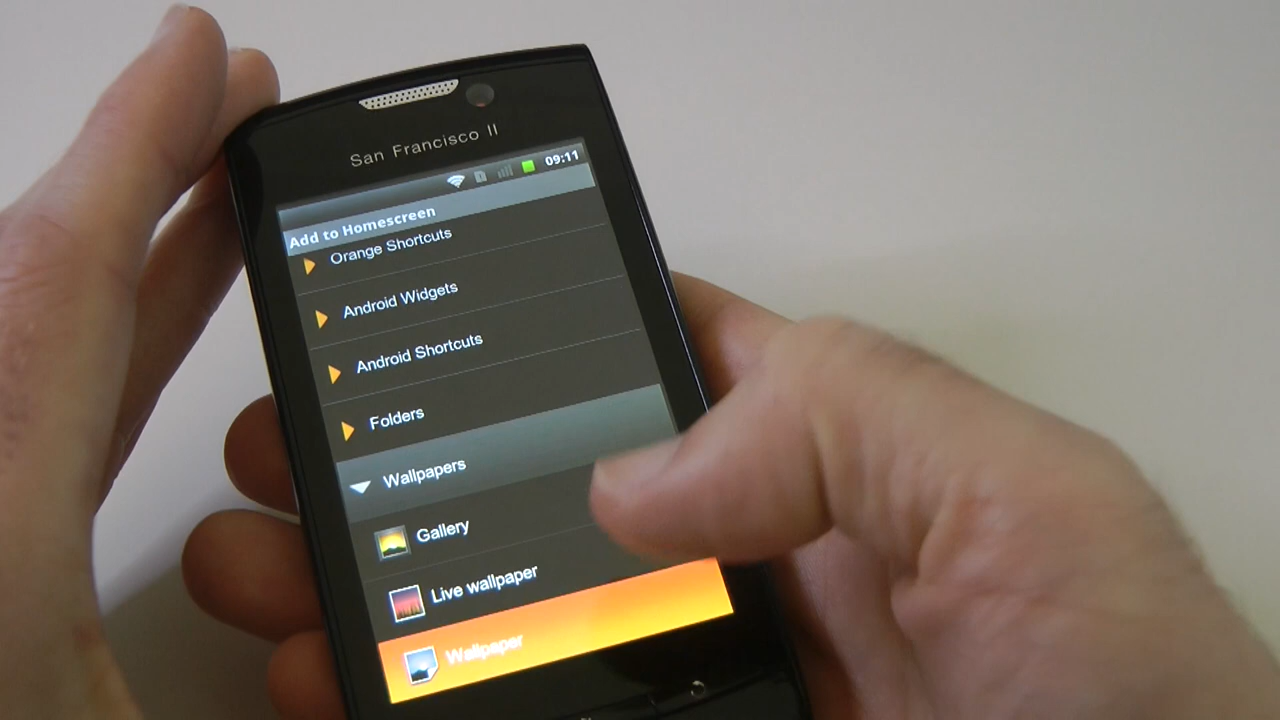 San Francisco II
09:11
Add to Homescreen
Orange Shortcuts
Android Widgets
Android Shortcuts
Folders
Wallpapers
Gallery
Live wallpaper
Wallpaper